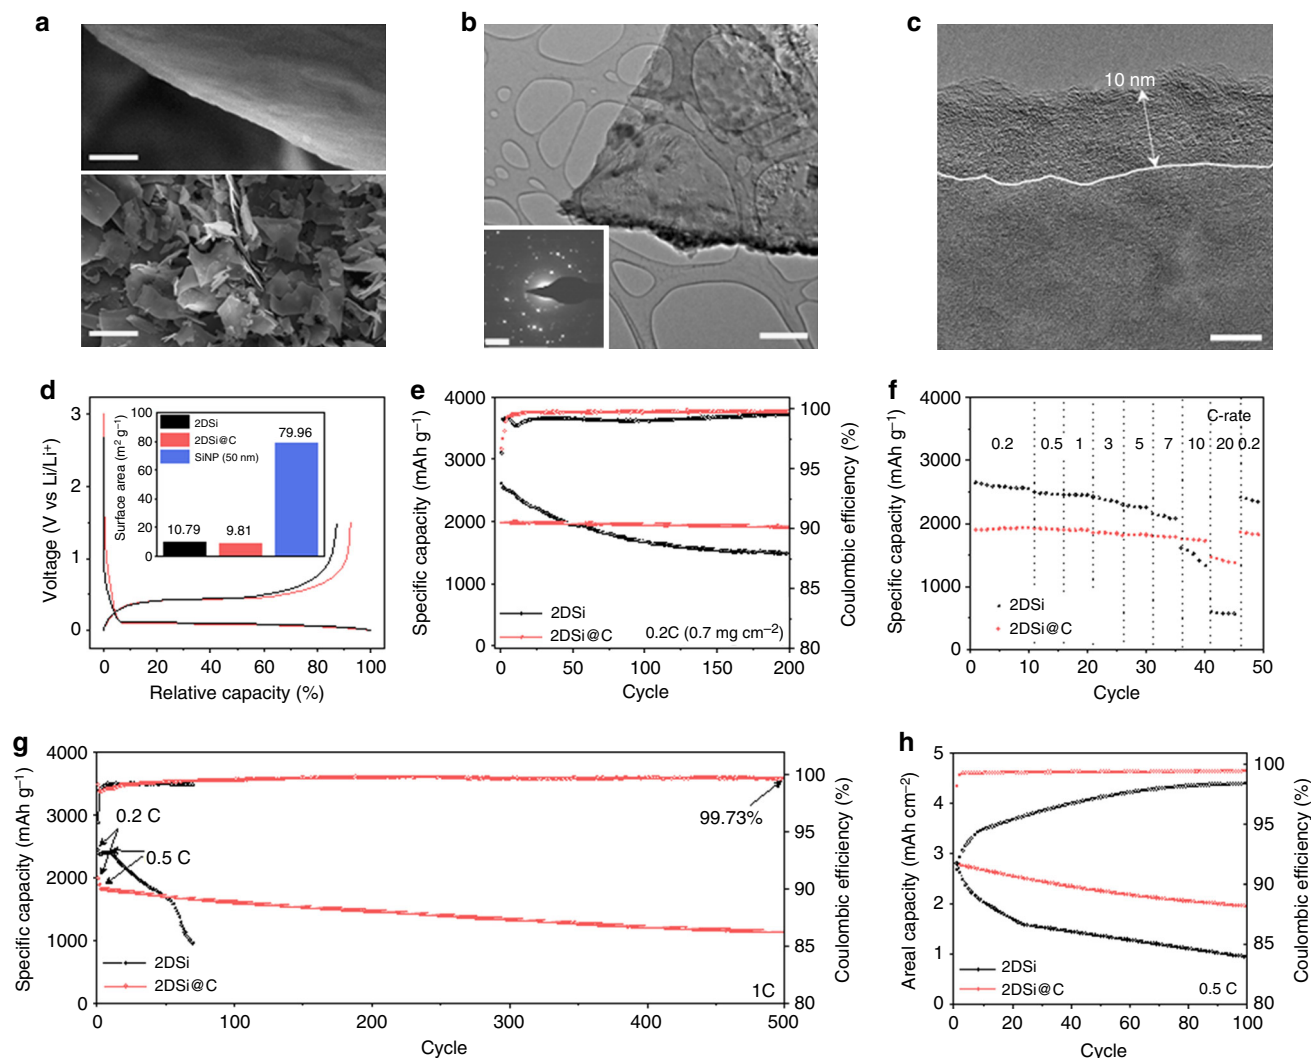 a
b
c
10 nm
d
Voltage (V vs Li/Li⁺)
3
2
1
0
0 20 40 60 80 100
Relative capacity (%)
Surface area (m² g⁻¹)
100
80
60
40
20
0
2DSi
2DSi@C
SiNP (50 nm)
10.79
9.81
79.96
e
Specific capacity (mAh g⁻¹)
4000
3000
2000
1000
0
2DSi
2DSi@C
0.2C (0.7 mg cm⁻²)
100
95
90
85
80
Coulombic efficiency (%)
0 50 100 150 200
Cycle
f
Specific capacity (mAh g⁻¹)
4000
3000
2000
1000
0
C-rate
0.2 0.5 1 3 5 7 10 20 0.2
2DSi
2DSi@C
0 10 20 30 40 50
Cycle
g
Specific capacity (mAh g⁻¹)
4000
3000
2000
1000
0
0.2 C
0.5 C
99.73%
2DSi
2DSi@C
1C
100
95
90
85
80
Coulombic efficiency (%)
0 100 200 300 400 500
Cycle
h
Areal capacity (mAh cm⁻²)
5
4
3
2
1
0
2DSi
2DSi@C
0.5 C
100
95
90
85
80
Coulombic efficiency (%)
0 20 40 60 80 100
Cycle